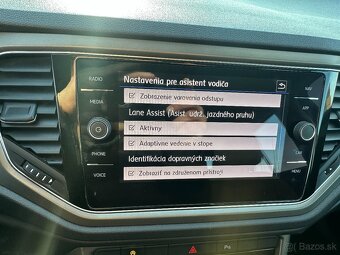 RADIO
MEDIA
PHONE
VOICE
Nastavenia pre asistent vodiča
Zobrazenie varovania odstupu
Lane Assist (Asist. udrž. jazdného pruhu)
Aktívny
Adaptívne vedenie v stope
Identifikácia dopravných značiek
Zobraziť na združenom prístroji
NAV
APP
CAR
MENU
bazos.sk